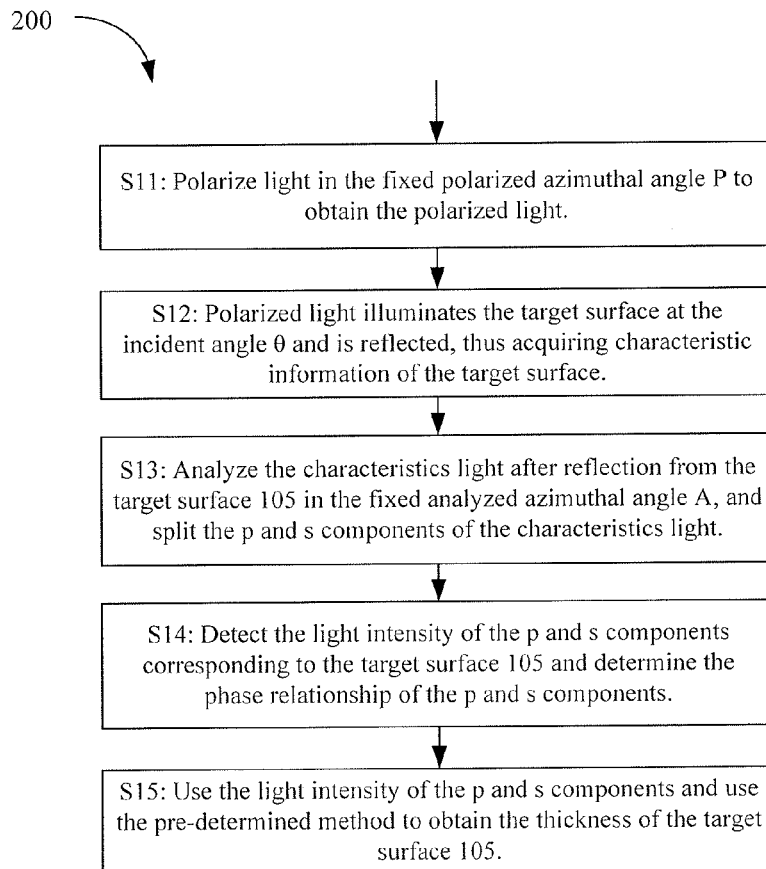 200
S11: Polarize light in the fixed polarized azimuthal angle P to
obtain the polarized light.
S12: Polarized light illuminates the target surface at the
incident angle θ and is reflected, thus acquiring characteristic
information of the target surface.
S13: Analyze the characteristics light after reflection from the
target surface 105 in the fixed analyzed azimuthal angle A, and
split the p and s components of the characteristics light.
S14: Detect the light intensity of the p and s components
corresponding to the target surface 105 and determine the
phase relationship of the p and s components.
S15: Use the light intensity of the p and s components and use
the pre-determined method to obtain the thickness of the target
surface 105.